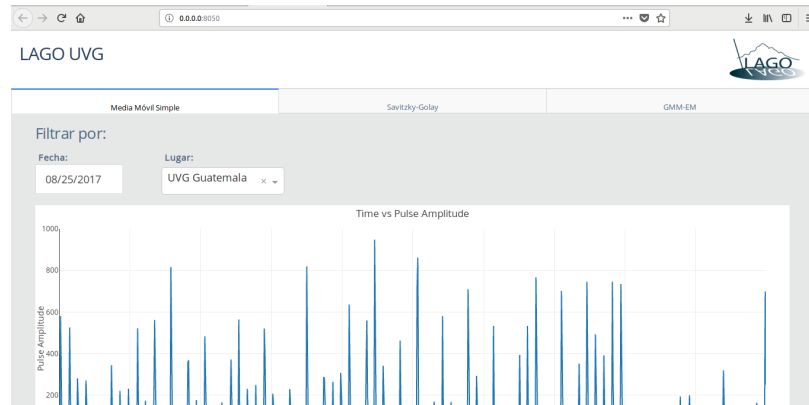 0.0.0.0:8050
LAGO UVG
LAGO
Media Móvil Simple
Savitzky-Golay
GMM-EM
Filtrar por:
Fecha:
Lugar:
08/25/2017
UVG Guatemala
Time vs Pulse Amplitude
1000
800
600
400
200
Pulse Amplitude